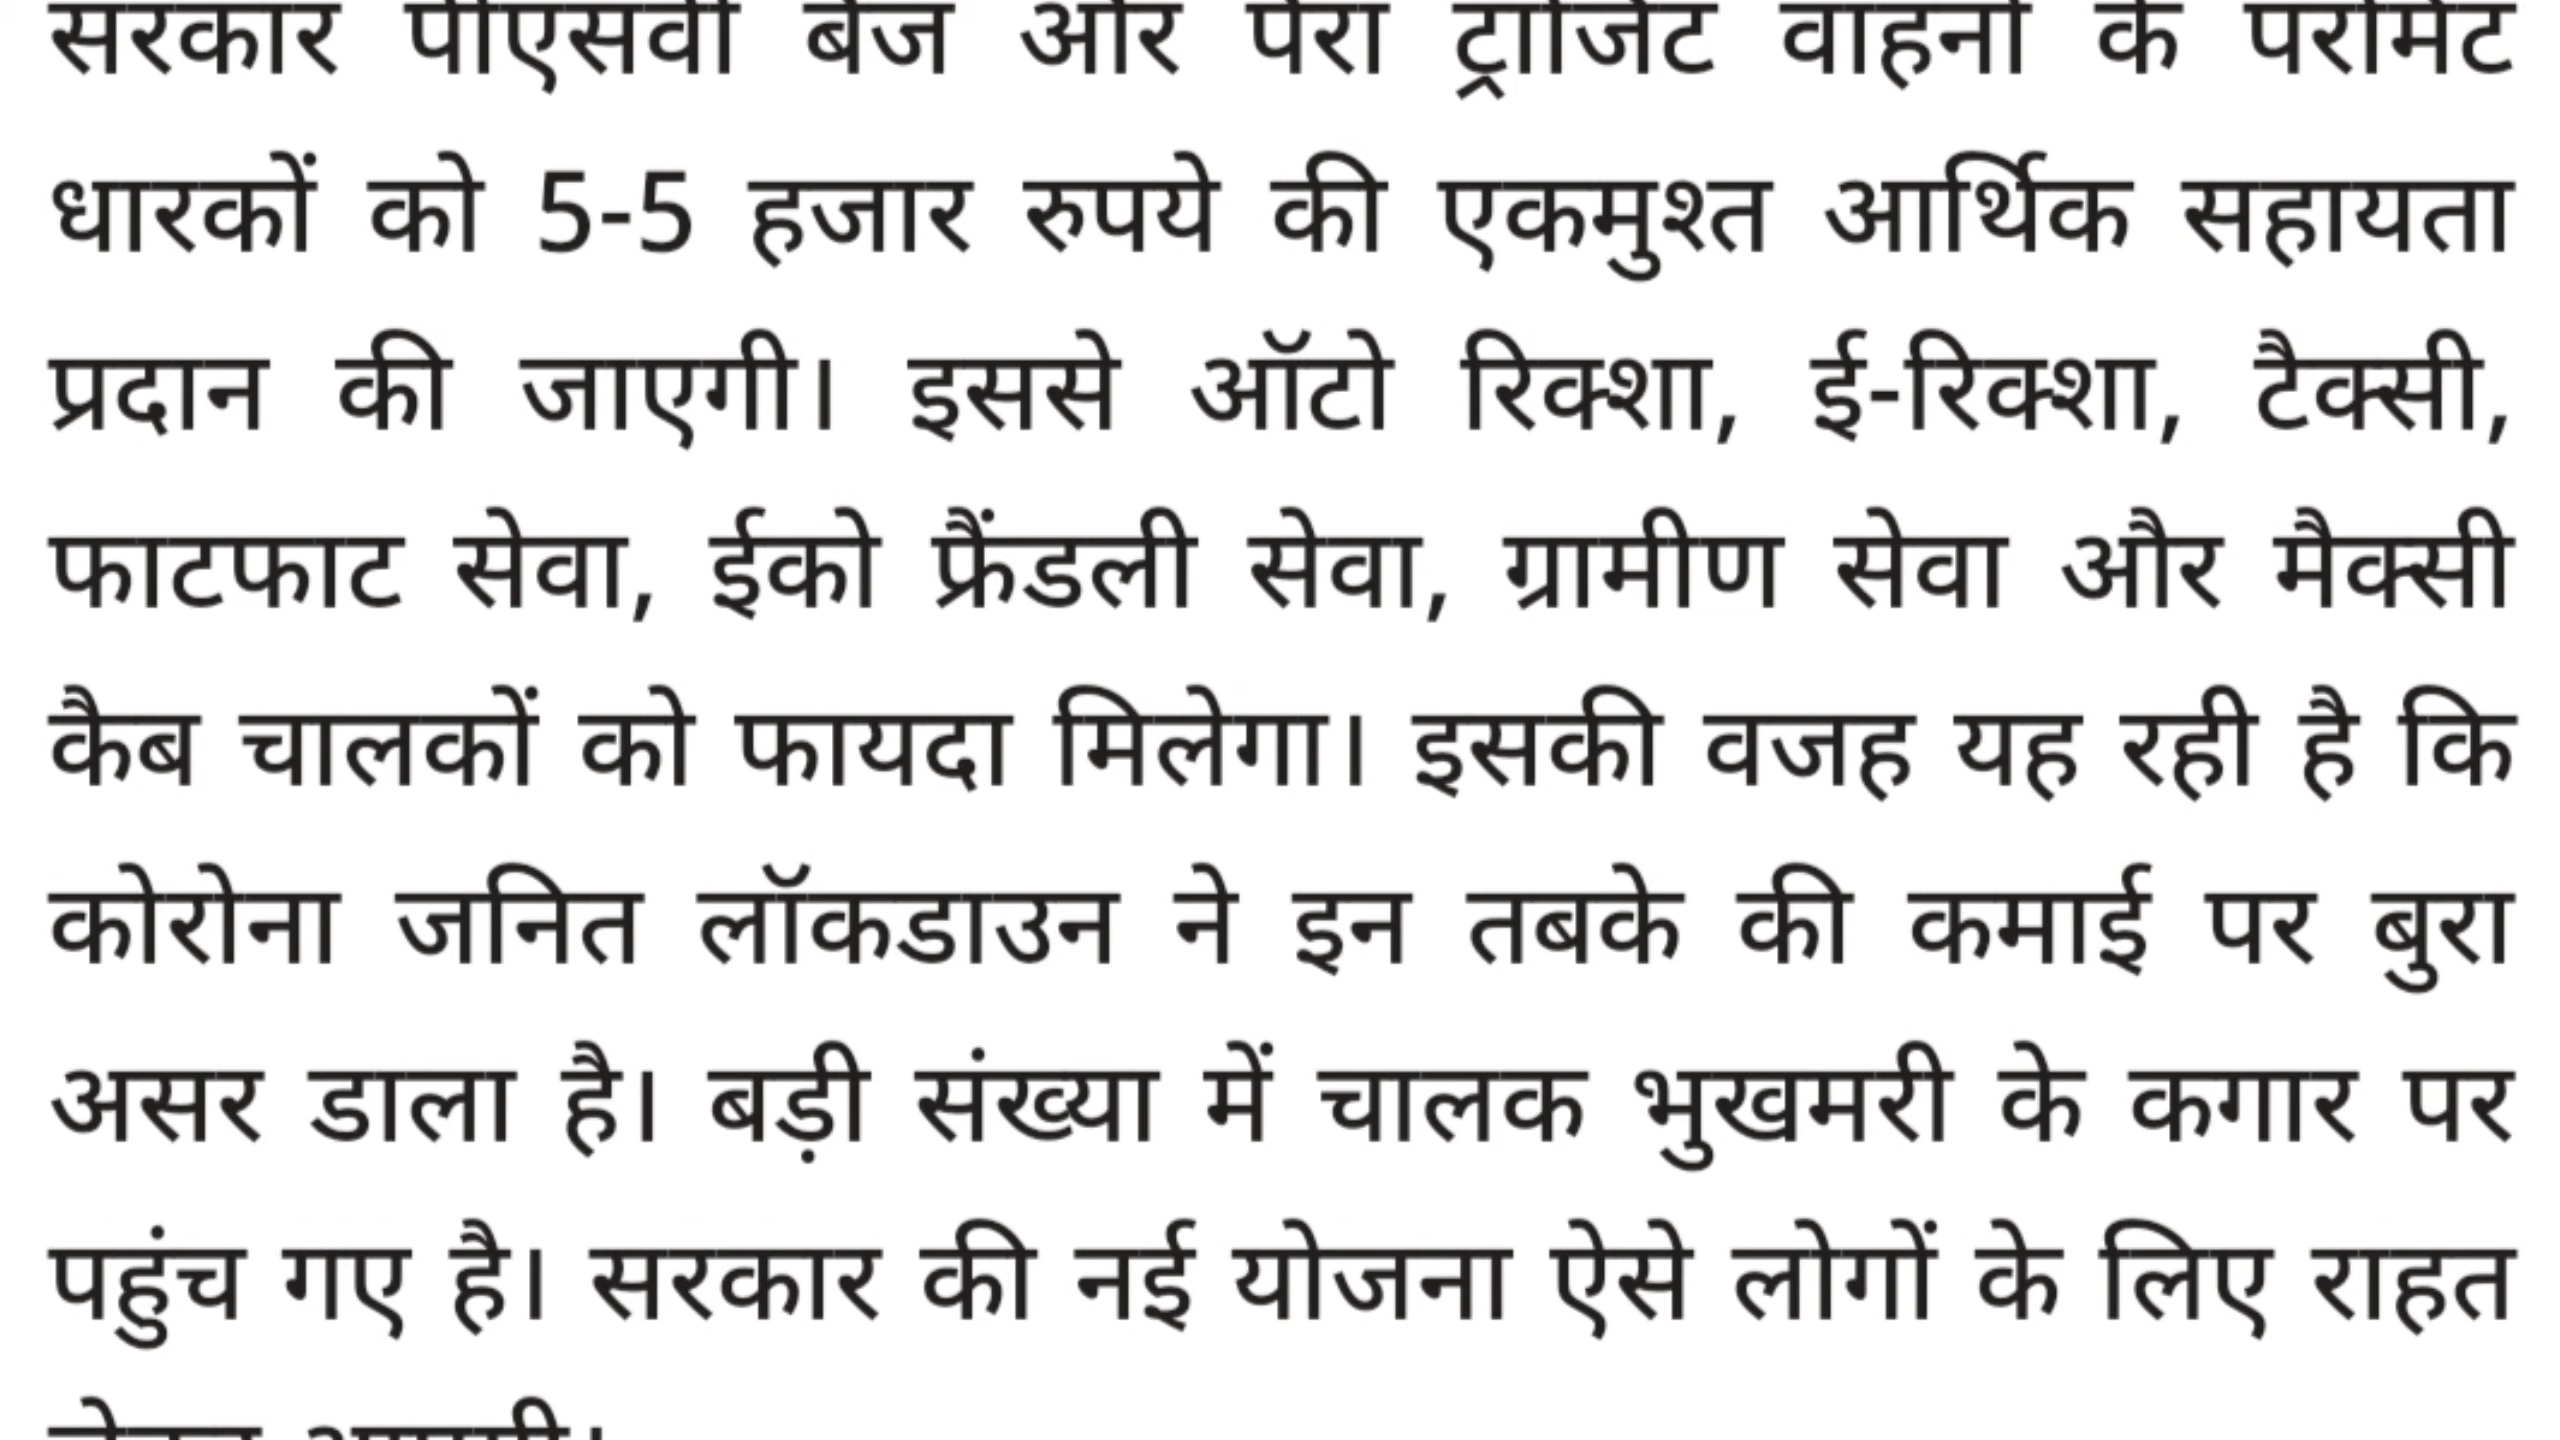 सरकार पीएसवी बैज और पैरा ट्रांजिट वाहनों के परमिट
धारकों को 5-5 हजार रुपये की एकमुश्त आर्थिक सहायता
प्रदान की जाएगी। इससे ऑटो रिक्शा, ई-रिक्शा, टैक्सी,
फाटफाट सेवा, ईको फ्रैंडली सेवा, ग्रामीण सेवा और मैक्सी
कैब चालकों को फायदा मिलेगा। इसकी वजह यह रही है कि
कोरोना जनित लॉकडाउन ने इन तबके की कमाई पर बुरा
असर डाला है। बड़ी संख्या में चालक भुखमरी के कगार पर
पहुंच गए है। सरकार की नई योजना ऐसे लोगों के लिए राहत